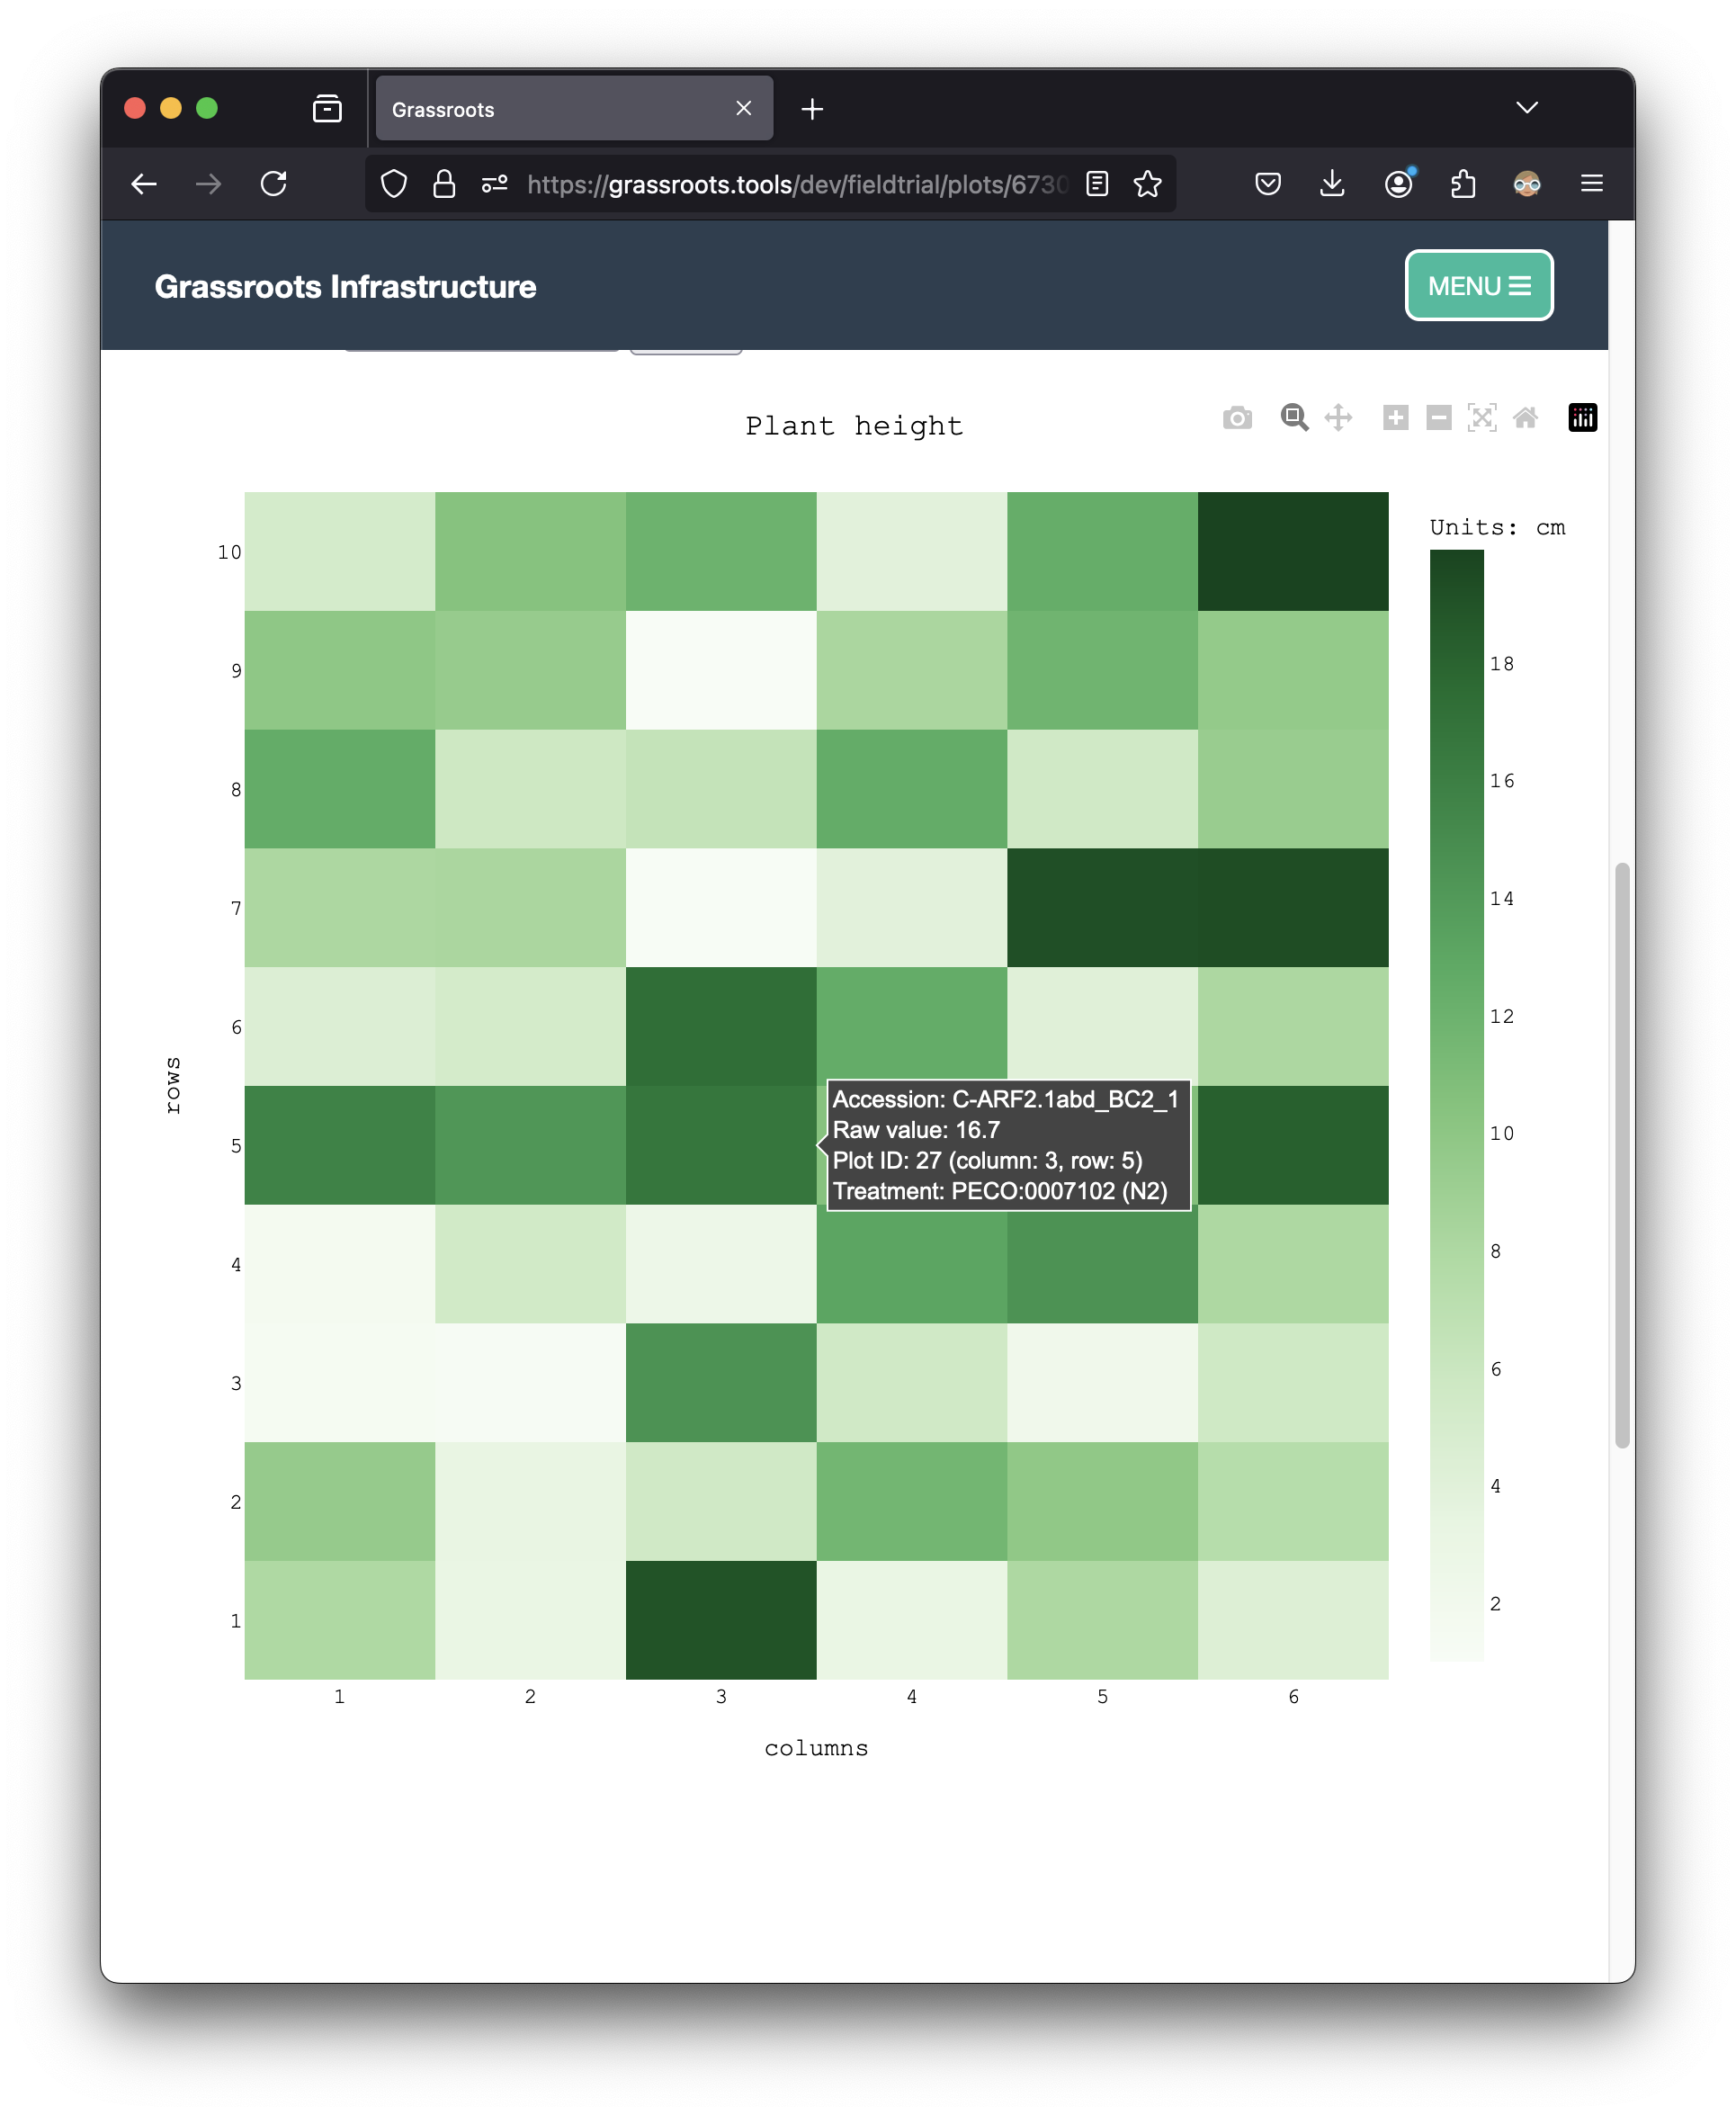 Grassroots
https://grassroots.tools/dev/fieldtrial/plots/6730
Grassroots Infrastructure
MENU
Plant height
Units: cm
10
9
8
7
6
5
4
3
2
1
rows
Accession: C-ARF2.1abd_BC2_1
Raw value: 16.7
Plot ID: 27 (column: 3, row: 5)
Treatment: PECO:0007102 (N2)
18
16
14
12
10
8
6
4
2
1 2 3 4 5 6
columns